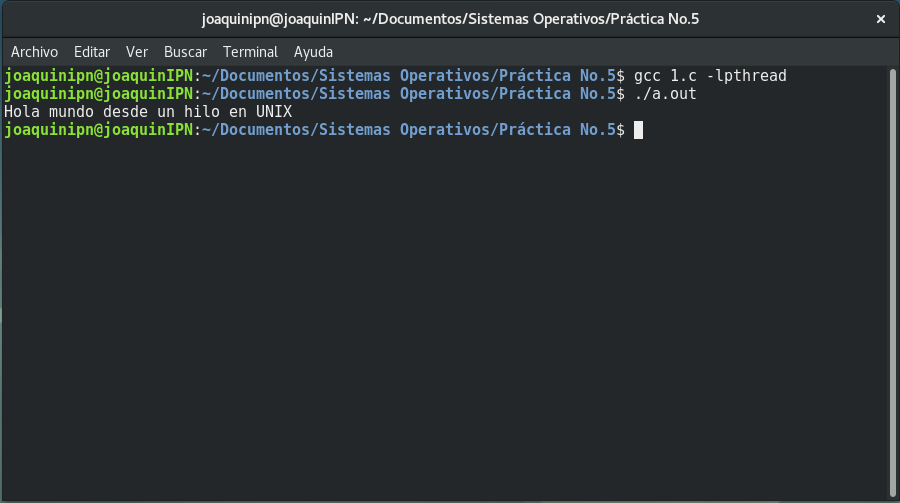 joaquinipn@joaquinIPN: ~/Documentos/Sistemas Operativos/Práctica No.5
Archivo Editar Ver Buscar Terminal Ayuda
joaquinipn@joaquinIPN:~/Documentos/Sistemas Operativos/Práctica No.5$ gcc 1.c -lpthread
joaquinipn@joaquinIPN:~/Documentos/Sistemas Operativos/Práctica No.5$ ./a.out
Hola mundo desde un hilo en UNIX
joaquinipn@joaquinIPN:~/Documentos/Sistemas Operativos/Práctica No.5$